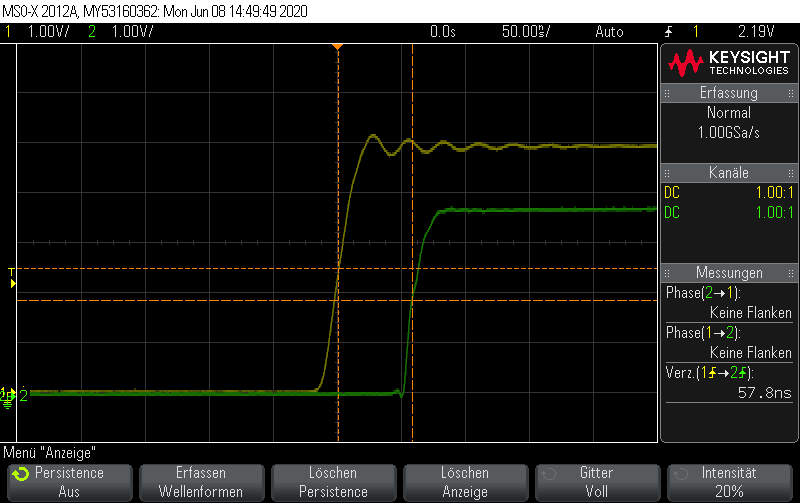 MSO-X 2012A, MY53160362: Mon Jun 08 14:49:49 2020
1 1.00V/ 2 1.00V/ 0.0s 50.00ns/ Auto 1 2.19V
KEYSIGHT
TECHNOLOGIES
Erfassung
Normal
1.00GSa/s
Kanäle
DC 1.00:1
DC 1.00:1
Messungen
Phase(2→1):
Keine Flanken
Phase(1→2):
Keine Flanken
Verz.(1→2):
57.8ns
T
1
2
Menü "Anzeige"
Persistence
Aus
Erfassen
Wellenformen
Löschen
Persistence
Löschen
Anzeige
Gitter
Voll
Intensität
20%